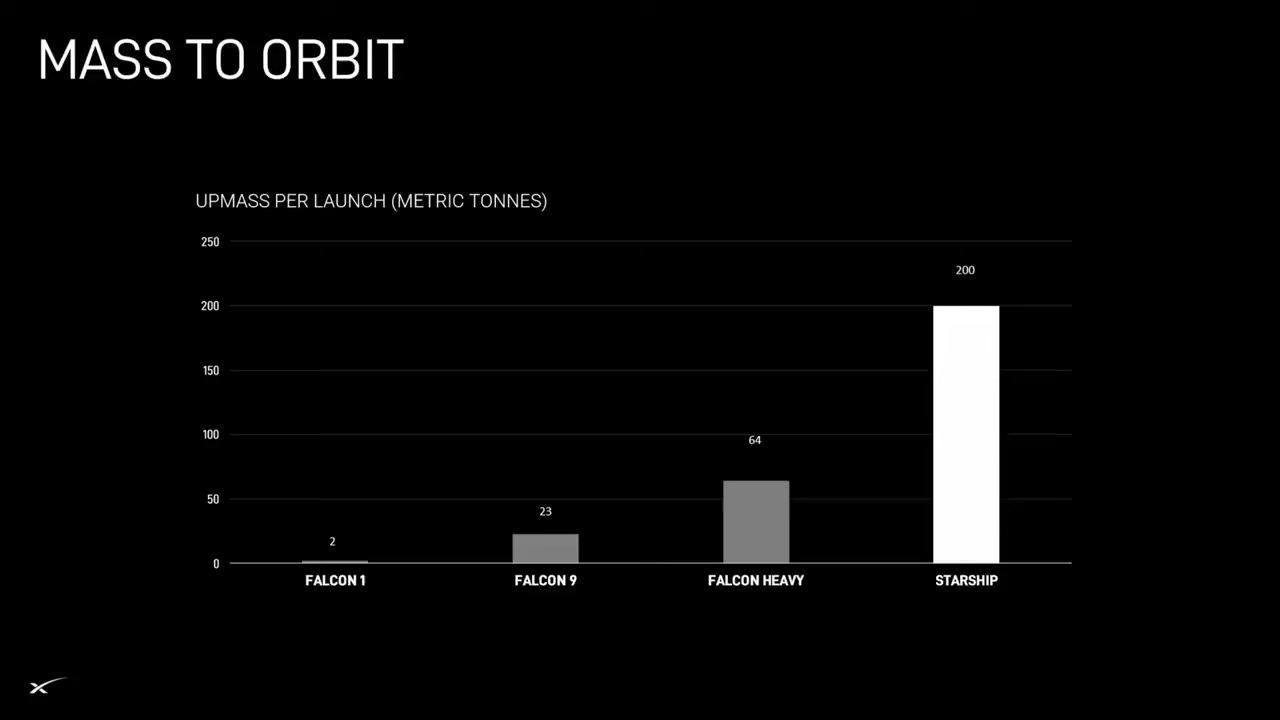 MASS TO ORBIT
UPMASS PER LAUNCH (METRIC TONNES)
250
200
200
150
100
64
50
23
2
0
FALCON 1
FALCON 9
FALCON HEAVY
STARSHIP